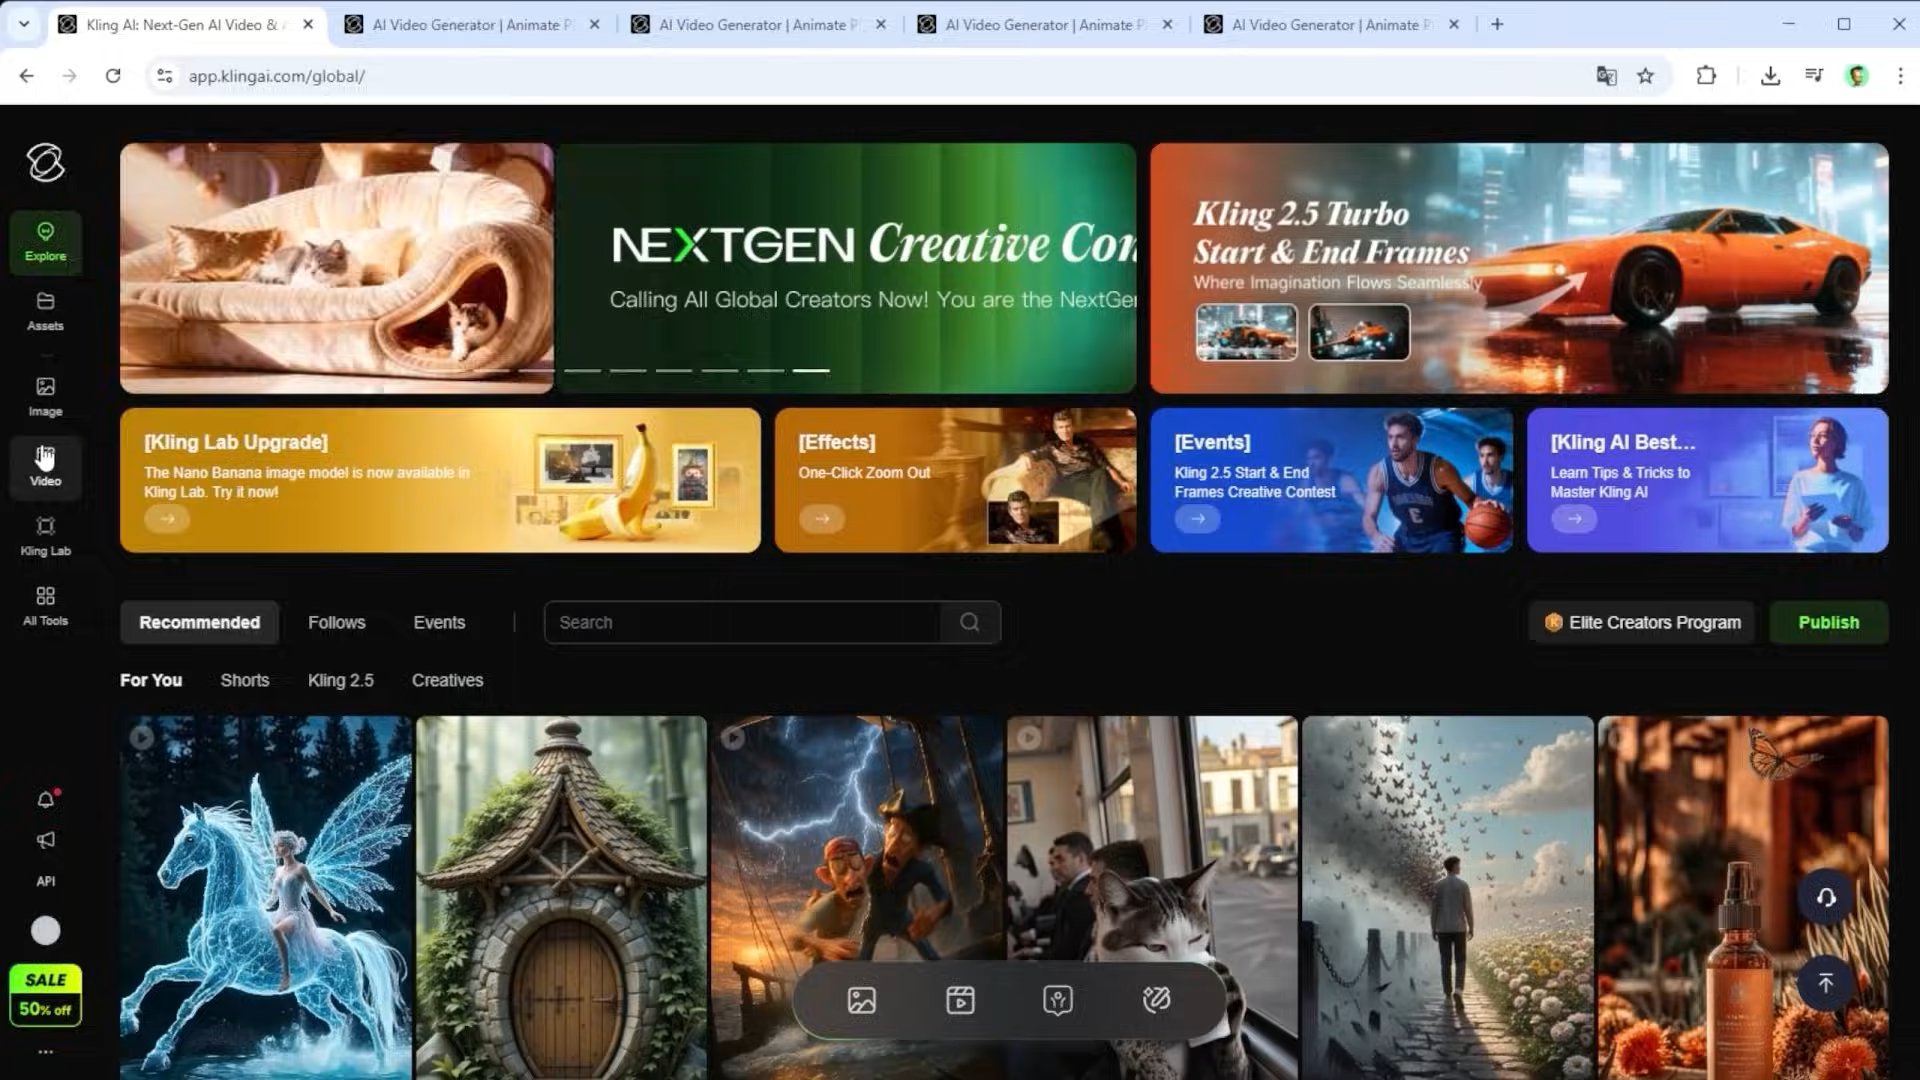 Kling AI: Next-Gen AI Video &
AI Video Generator | Animate P
AI Video Generator | Animate P
AI Video Generator | Animate P
AI Video Generator | Animate P
app.klingai.com/global/
Explore
Assets
Image
Video
Kling Lab
All Tools
API
SALE
50% off
NEXTGEN Creative Con
Calling All Global Creators Now! You are the NextGen
Kling 2.5 Turbo
Start & End Frames
Where Imagination Flows Seamlessly
[Kling Lab Upgrade]
The Nano Banana image model is now available in
Kling Lab. Try it now!
[Effects]
One-Click Zoom Out
[Events]
Kling 2.5 Start & End
Frames Creative Contest
[Kling AI Best...
Learn Tips & Tricks to
Master Kling AI
Recommended
Follows
Events
Search
Elite Creators Program
Publish
For You
Shorts
Kling 2.5
Creatives